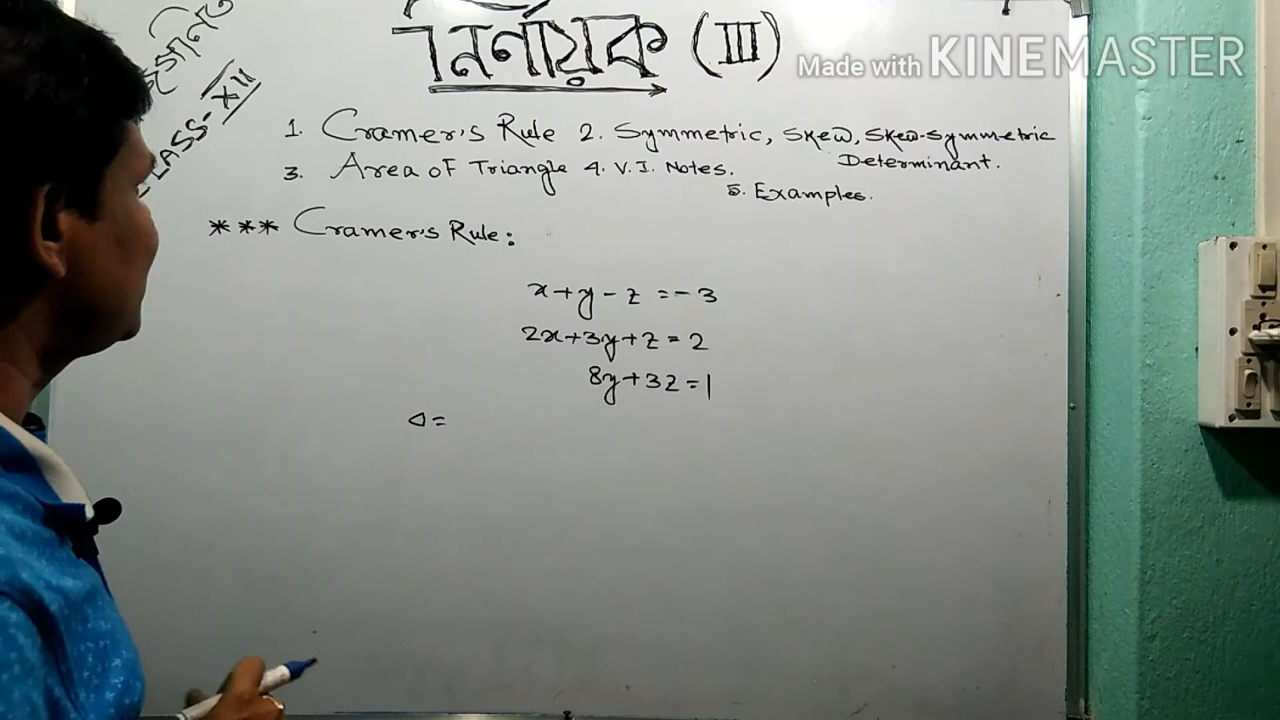 নির্ণায়ক (III)
Made with KINEMASTER
CLASS-XII
1. Cramer's Rule 2. Symmetric, Skew, Skew-symmetric
Determinant.
3. Area of Triangle 4. V.I. Notes.
5. Examples.
*** Cramer's Rule:
x+y-z=-3
2x+3y+z=2
8y+3z=1
Δ=